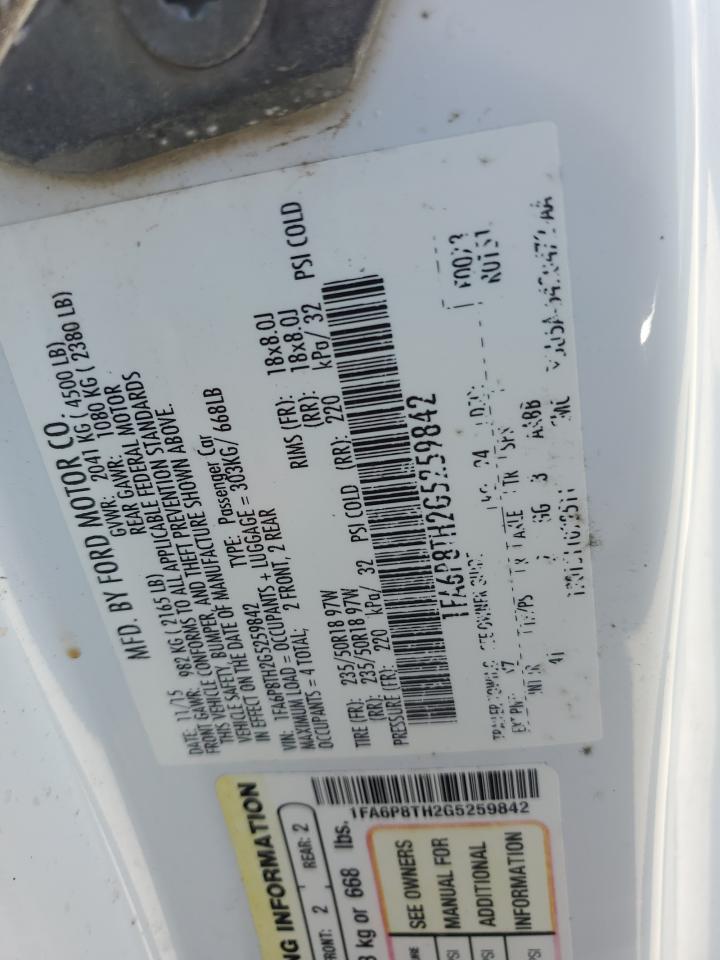 MFD. BY FORD MOTOR CO.
DATE: 11/15 GVWR: 2041 KG ( 4500 LB)
FRONT GAWR: 982 KG ( 2165 LB) REAR GAWR: 1080 KG ( 2380 LB)
THIS VEHICLE CONFORMS TO ALL APPLICABLE FEDERAL MOTOR
VEHICLE SAFETY, BUMPER, AND THEFT PREVENTION STANDARDS
IN EFFECT ON THE DATE OF MANUFACTURE SHOWN ABOVE.
VIN: 1FA6P8TH2G5259842 TYPE: Passenger Car
MAXIMUM LOAD = OCCUPANTS + LUGGAGE = 303KG/ 668LB
OCCUPANTS = 4 TOTAL: 2 FRONT, 2 REAR
TIRE (FR): 235/50R18 97W RIMS (FR): 18x8.0J
(RR): 235/50R18 97W (RR): 18x8.0J
PRESSURE (FR): 220 kPa/ 32 PSI COLD (RR): 220 kPa/ 32 PSI COLD
1FA6P8TH2G5259842
24
3
1FA6P8TH2G5259842
NG INFORMATION
FRONT: 2 REAR: 2
kg or 668 lbs.
SEE OWNERS
MANUAL FOR
ADDITIONAL
INFORMATION